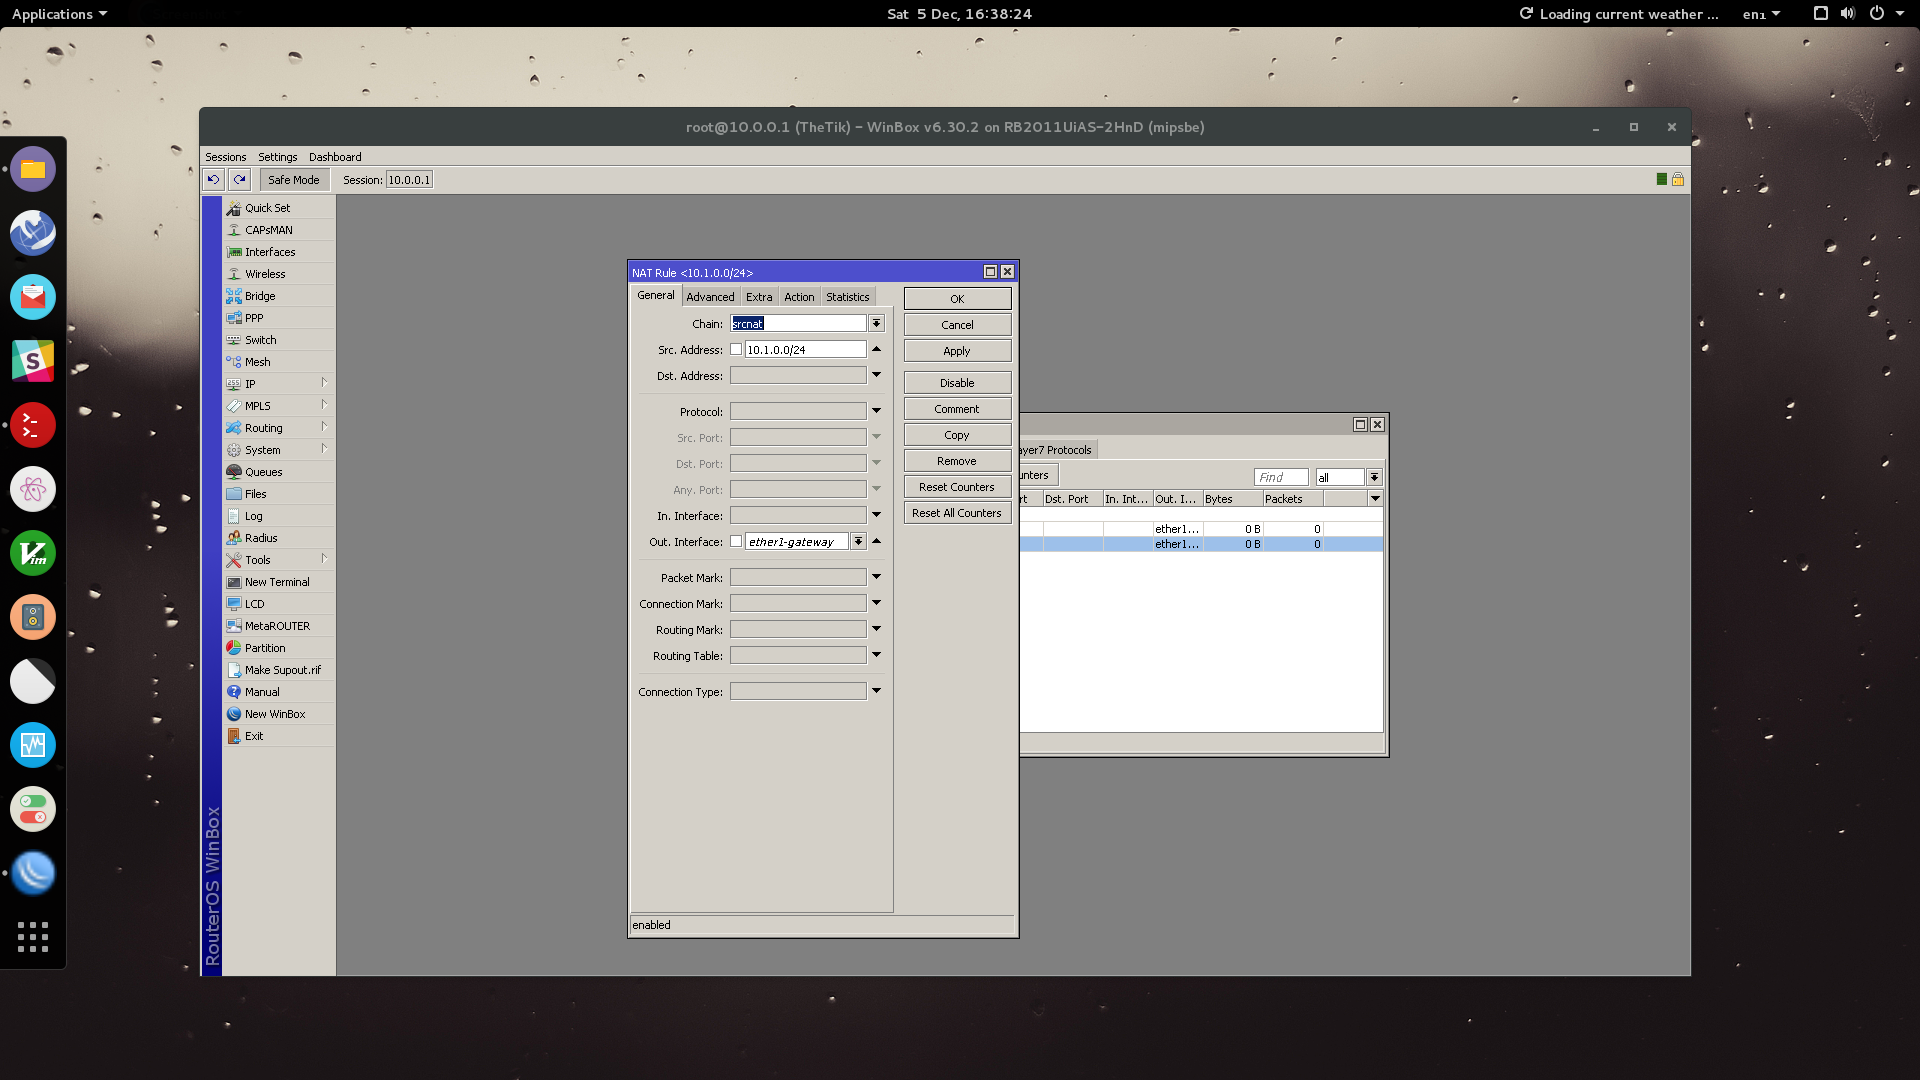 Applications
Sat 5 Dec, 16:38:24
Loading current weather ...
en₁
root@10.0.0.1 (TheTik) - WinBox v6.30.2 on RB2011UiAS-2HnD (mipsbe)
Sessions Settings Dashboard
Safe Mode Session: 10.0.0.1
Quick Set
CAPsMAN
Interfaces
Wireless
Bridge
PPP
Switch
Mesh
IP
MPLS
Routing
System
Queues
Files
Log
Radius
Tools
New Terminal
LCD
MetaROUTER
Partition
Make Supout.rif
Manual
New WinBox
Exit
RouterOS WinBox
NAT Rule <10.1.0.0/24>
General Advanced Extra Action Statistics
Chain: srcnat
Src. Address: 10.1.0.0/24
Dst. Address:
Protocol:
Src. Port:
Dst. Port:
Any. Port:
In. Interface:
Out. Interface: ether1-gateway
Packet Mark:
Connection Mark:
Routing Mark:
Routing Table:
Connection Type:
enabled
OK
Cancel
Apply
Disable
Comment
Copy
Remove
Reset Counters
Reset All Counters
ayer7 Protocols
unters Find all
rt Dst. Port In. Int... Out. I... Bytes Packets
ether1... 0 B 0
ether1... 0 B 0
S
Vim